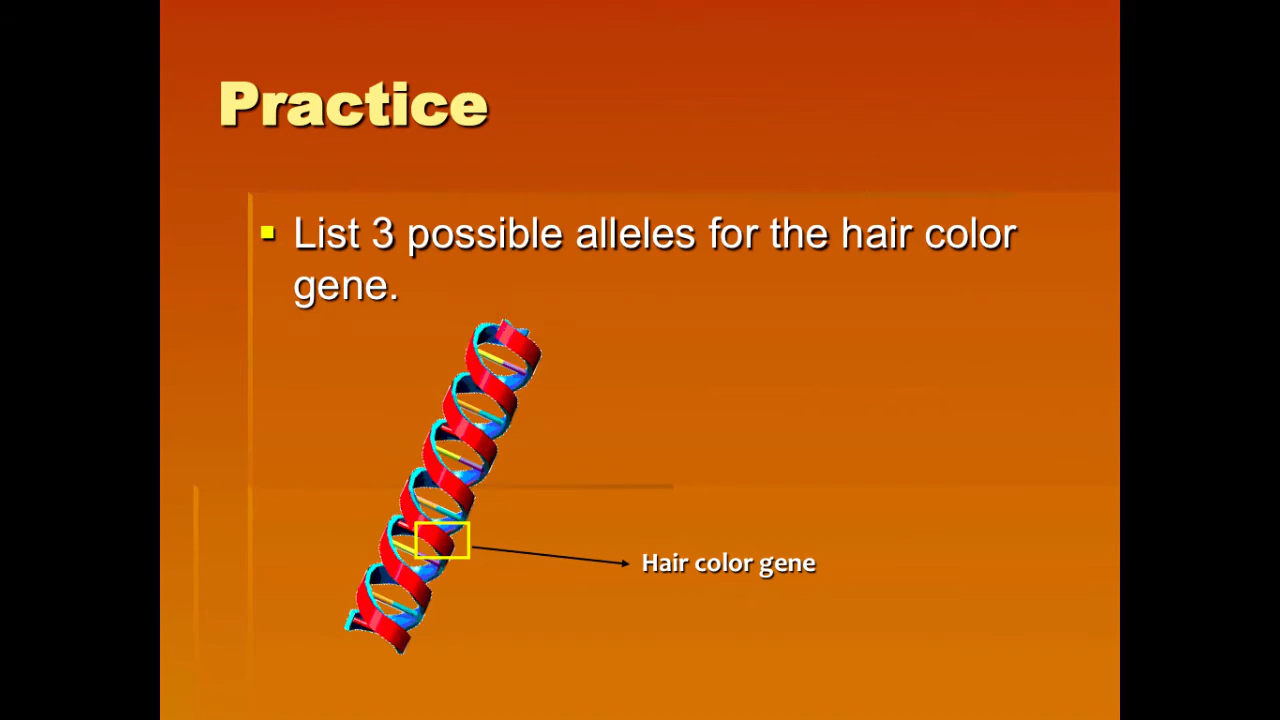 Practice
List 3 possible alleles for the hair color
gene.
Hair color gene